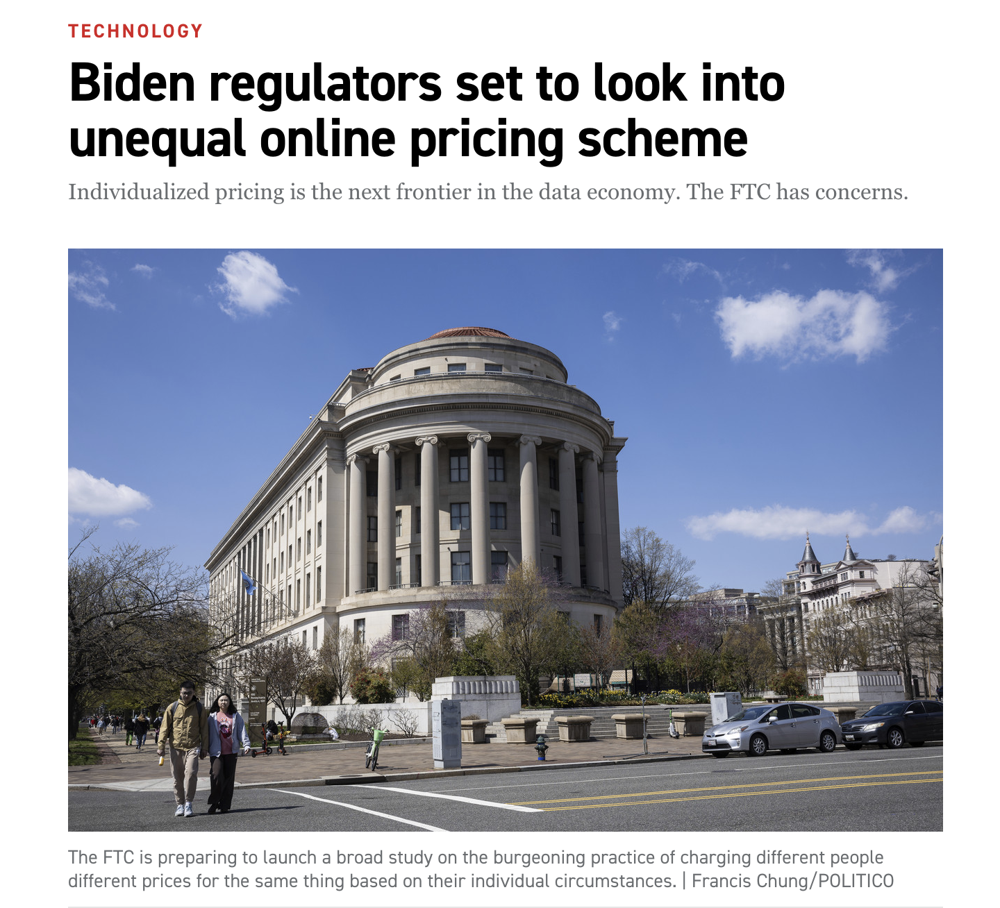 TECHNOLOGY
Biden regulators set to look into
unequal online pricing scheme
Individualized pricing is the next frontier in the data economy. The FTC has concerns.
The FTC is preparing to launch a broad study on the burgeoning practice of charging different people
different prices for the same thing based on their individual circumstances. | Francis Chung/POLITICO